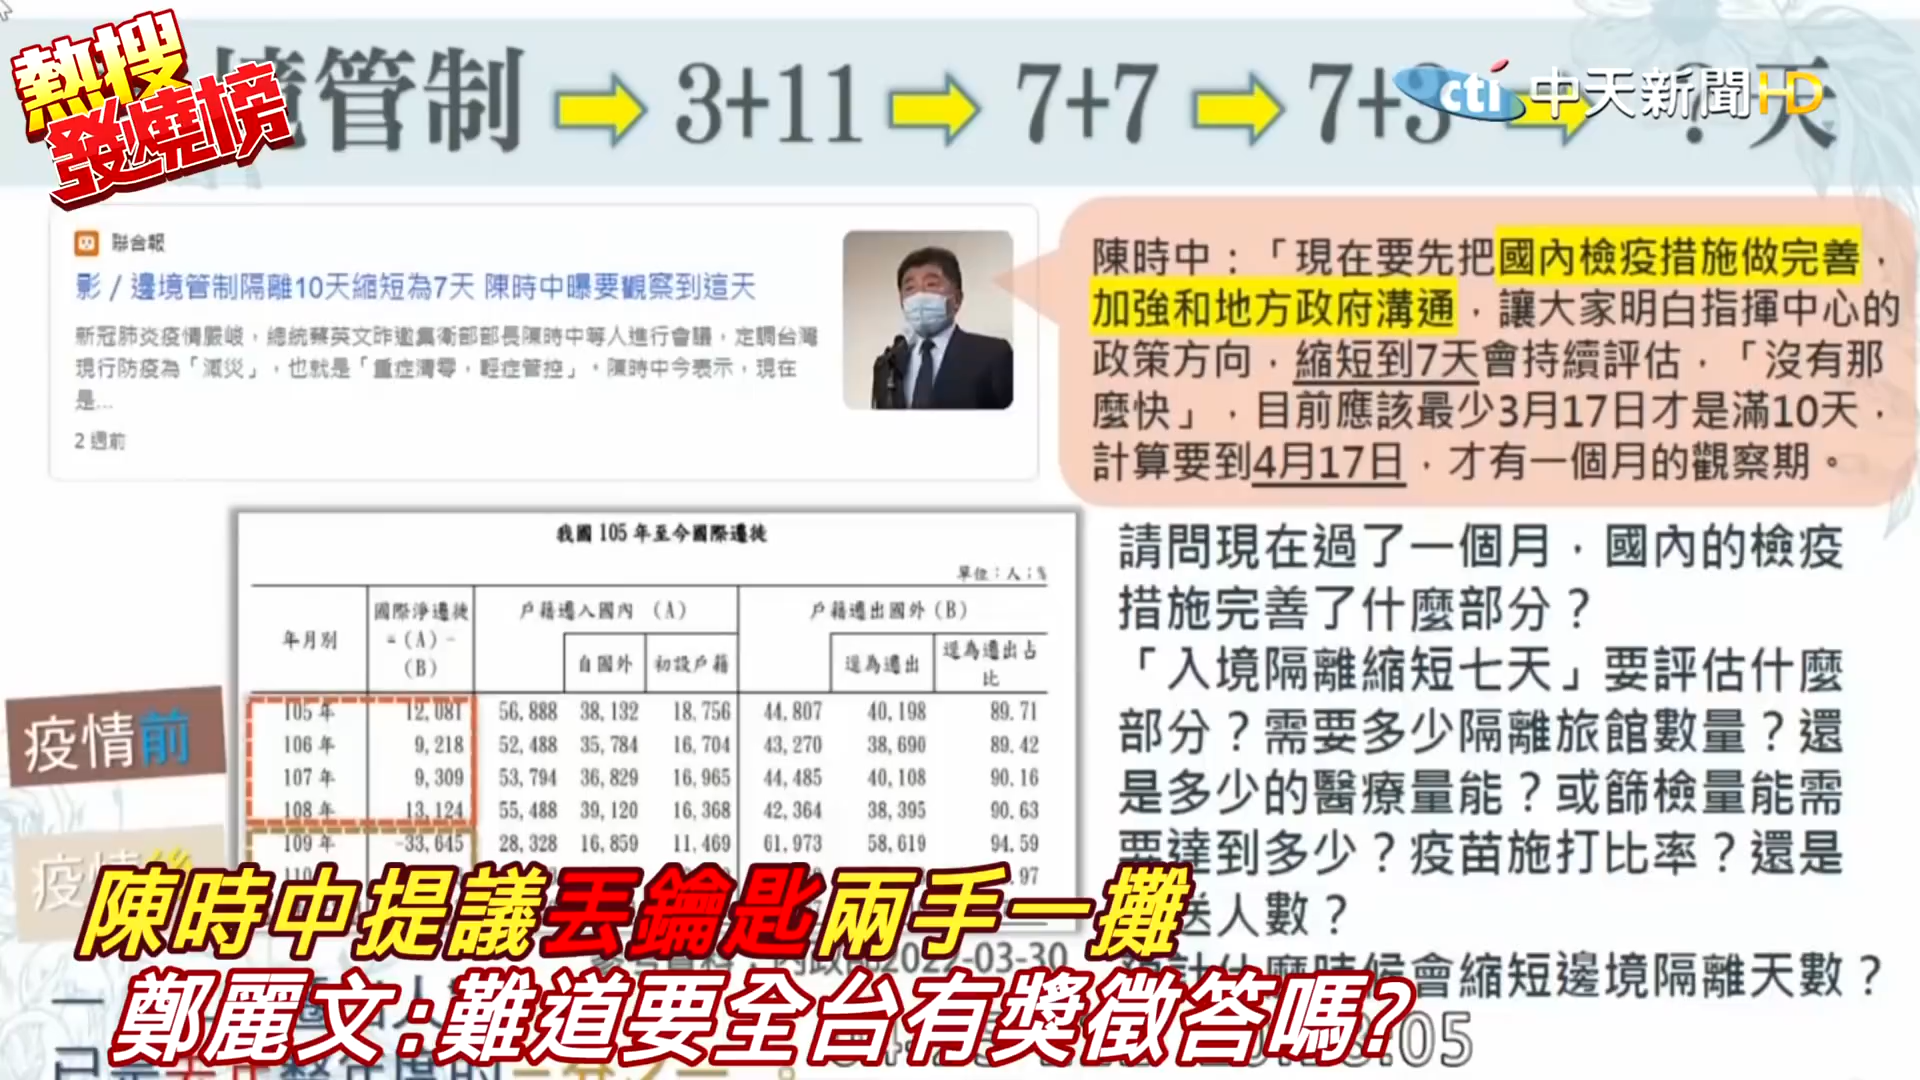 熱搜
發燒榜
境管制 3+11 7+7 7+3 ?天
cti 中天新聞HD
聯合報
影/邊境管制隔離10天縮短為7天 陳時中曝要觀察到這天
新冠肺炎疫情嚴峻，總統蔡英文昨邀集衛部部長陳時中等人進行會議，定調台灣
現行防疫為「減災」，也就是「重症清零，輕症管控」。陳時中今表示，現在
是...
2 週前
陳時中：「現在要先把國內檢疫措施做完善，
加強和地方政府溝通，讓大家明白指揮中心的
政策方向，縮短到7天會持續評估，「沒有那
麼快」，目前應該最少3月17日才是滿10天，
計算要到4月17日，才有一個月的觀察期。
我國 105 年至今國際遷徙
單位：人；%
年月別 國際淨遷徙=(A)-(B) 戶籍遷入國內 (A) 戶籍遷出國外(B)
自國外 初設戶籍 逕為遷出 逕為遷出占比
105 年 12,081 56,888 38,132 18,756 44,807 40,198 89.71
106 年 9,218 52,488 35,784 16,704 43,270 38,690 89.42
107 年 9,309 53,794 36,829 16,965 44,485 40,108 90.16
108 年 13,124 55,488 39,120 16,368 42,364 38,395 90.63
109 年 -33,645 28,328 16,859 11,469 61,973 58,619 94.59
疫情前
疫情後
請問現在過了一個月，國內的檢疫
措施完善了什麼部分？
「入境隔離縮短七天」要評估什麼
部分？需要多少隔離旅館數量？還
是多少的醫療量能？或篩檢量能需
要達到多少？疫苗施打比率？還是
送人數？
什麼時候會縮短邊境隔離天數？
陳時中提議丟鑰匙兩手一攤
鄭麗文:難道要全台有獎徵答嗎?